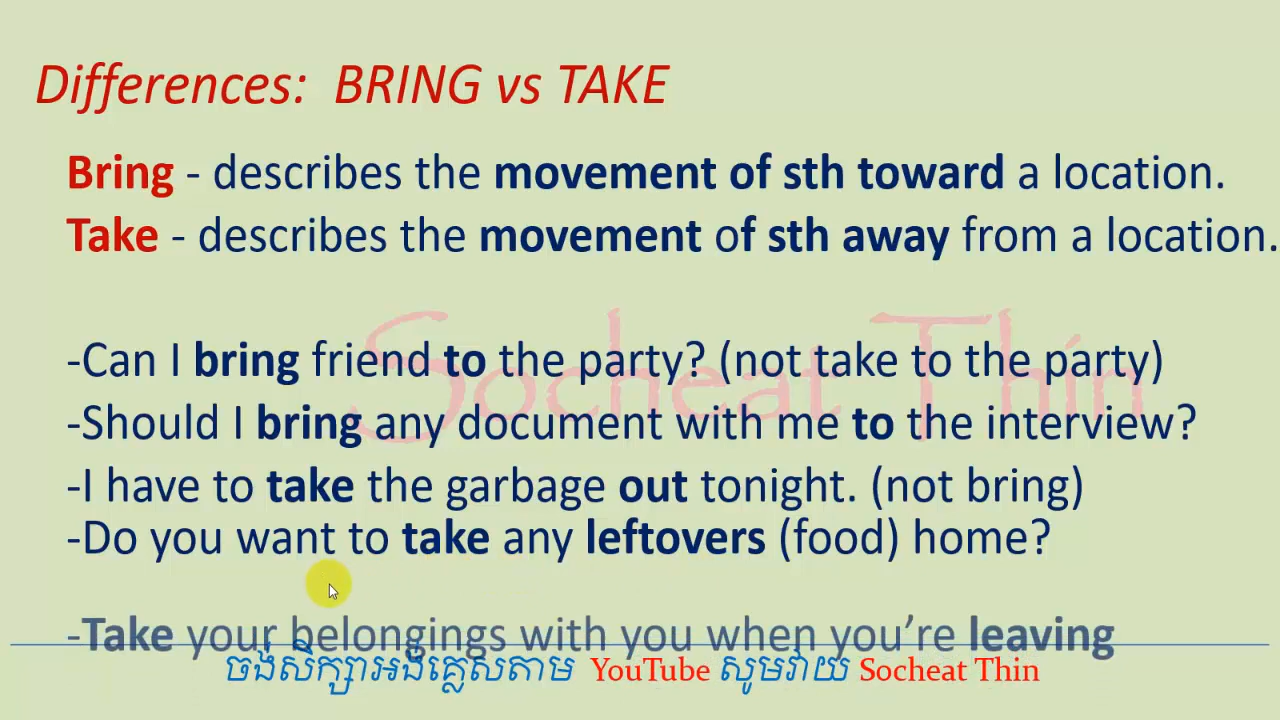 Differences: BRING vs TAKE
Bring - describes the movement of sth toward a location.
Take - describes the movement of sth away from a location.
Socheat Thin
-Can I bring friend to the party? (not take to the party)
-Should I bring any document with me to the interview?
-I have to take the garbage out tonight. (not bring)
-Do you want to take any leftovers (food) home?
-Take your belongings with you when you’re leaving
ចង់សិក្សាអង់គ្លេសតាម YouTube សូមវាយ Socheat Thin